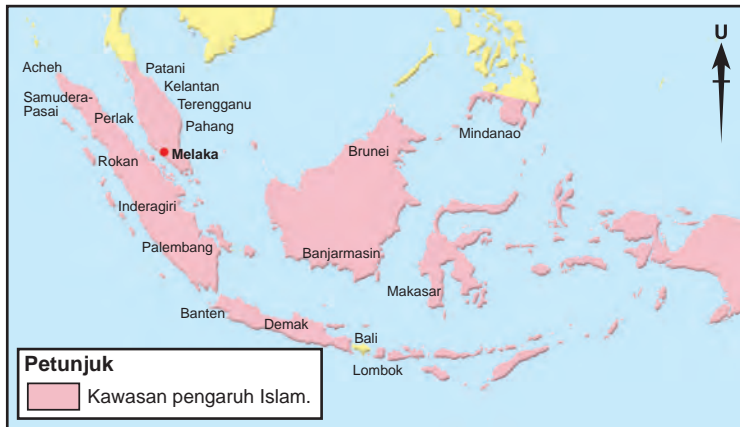 U
Acheh
Patani
Kelantan
Samudera-
Pasai
Terengganu
Perlak
Pahang
Mindanao
Melaka
Brunei
Rokan
Inderagiri
Palembang
Banjarmasin
Makasar
Banten
Demak
Bali
Lombok
Petunjuk
Kawasan pengaruh Islam.